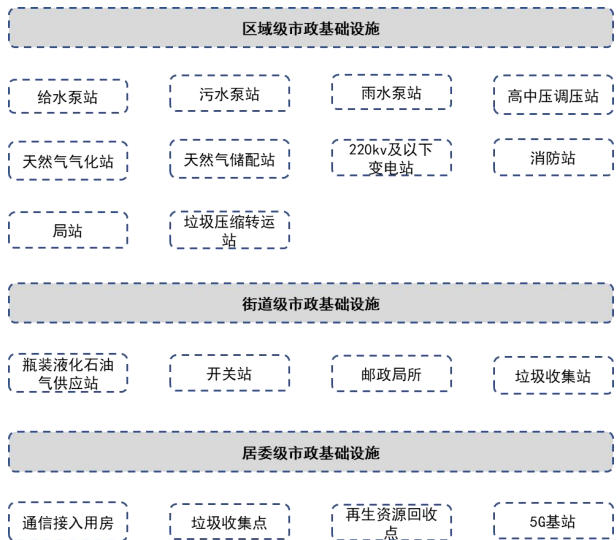 区域级市政基础设施
给水泵站
污水泵站
雨水泵站
高中压调压站
天然气气化站
天然气储配站
220kv及以下
变电站
消防站
局站
垃圾压缩转运
站
街道级市政基础设施
瓶装液化石油
气供应站
开关站
邮政局所
垃圾收集站
居委级市政基础设施
通信接入用房
垃圾收集点
再生资源回收
点
5G基站